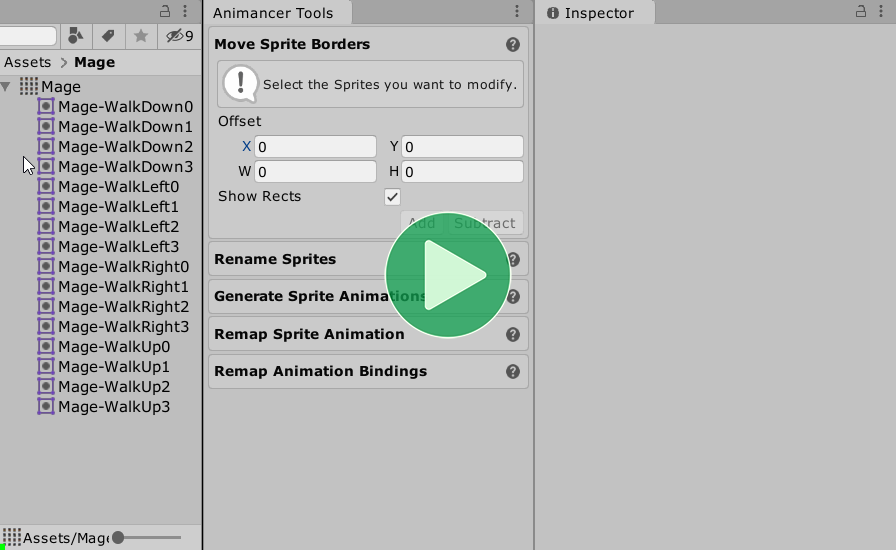 9
Assets > Mage
Mage
Mage-WalkDown0
Mage-WalkDown1
Mage-WalkDown2
Mage-WalkDown3
Mage-WalkLeft0
Mage-WalkLeft1
Mage-WalkLeft2
Mage-WalkLeft3
Mage-WalkRight0
Mage-WalkRight1
Mage-WalkRight2
Mage-WalkRight3
Mage-WalkUp0
Mage-WalkUp1
Mage-WalkUp2
Mage-WalkUp3
Assets/Mage
Animancer Tools
Move Sprite Borders
Select the Sprites you want to modify.
Offset
X 0 Y 0
W 0 H 0
Show Rects
Add Subtract
Rename Sprites
Generate Sprite Animations
Remap Sprite Animation
Remap Animation Bindings
Inspector